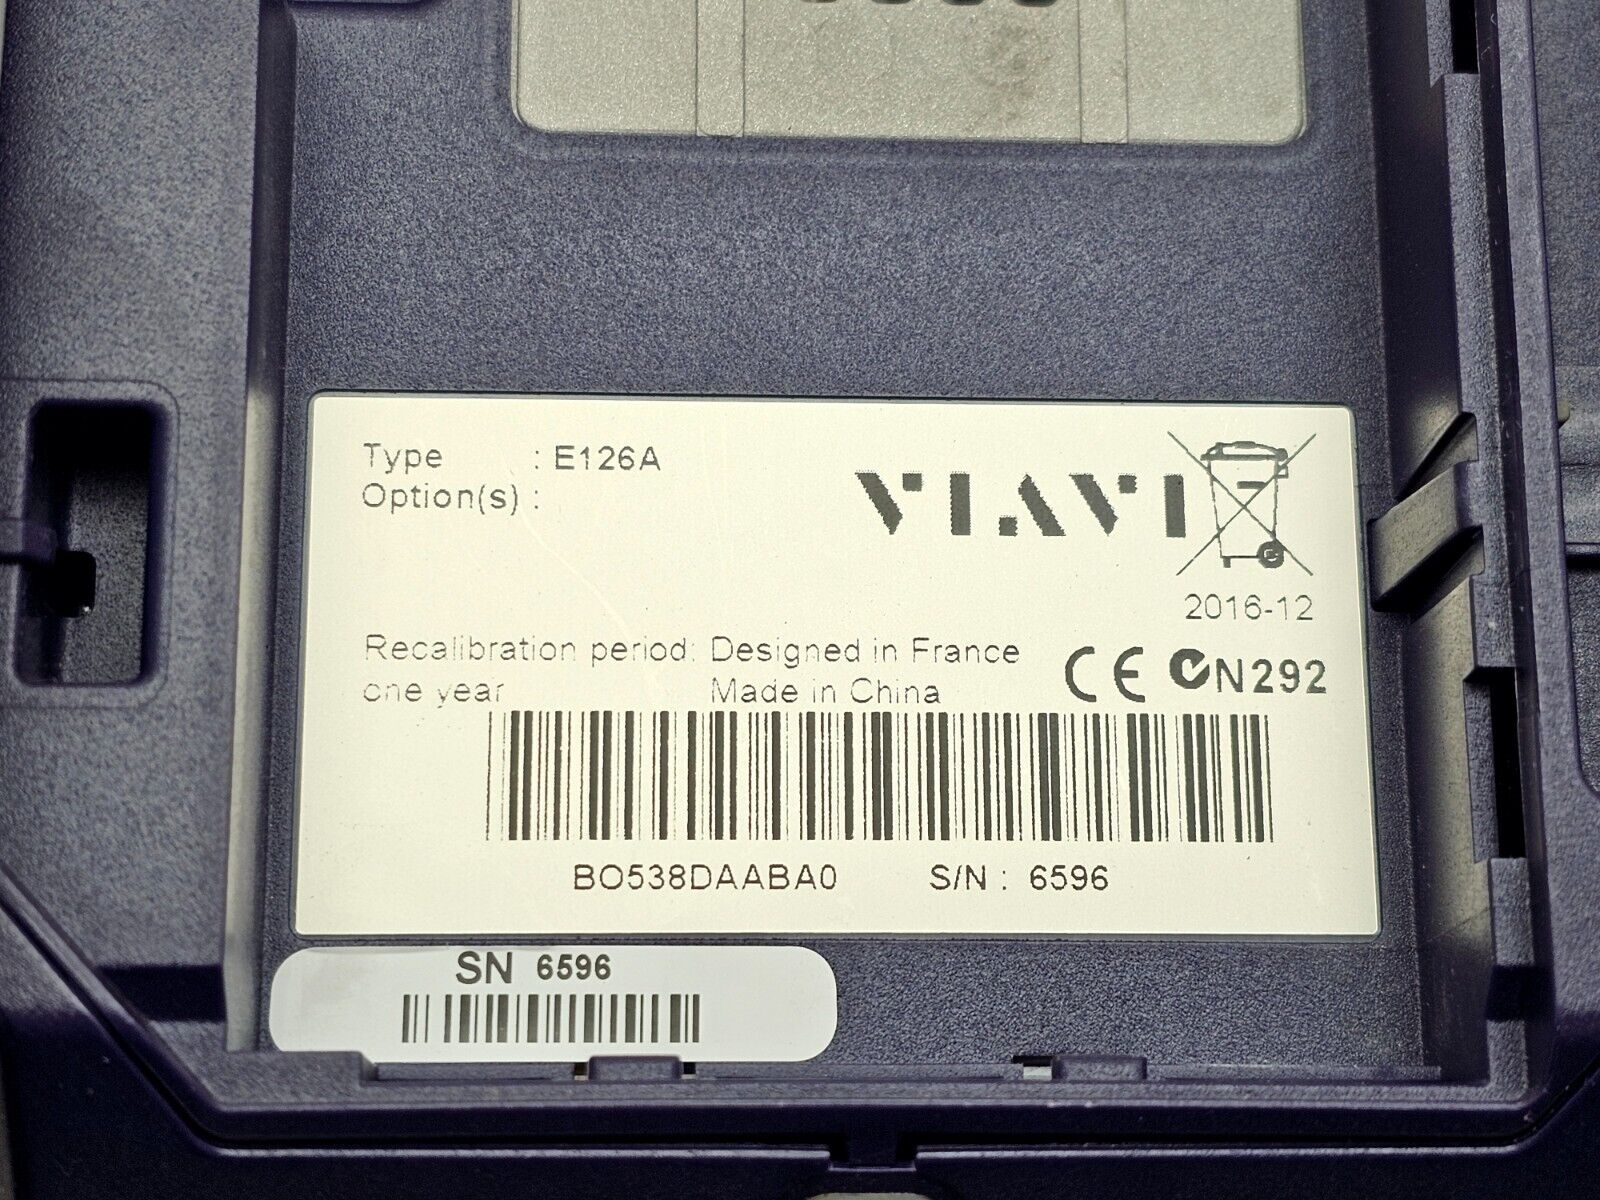 Type : E126A
Option(s) :
VIAVI
2016-12
Recalibration period: Designed in France
one year Made in China
CE N292
BO538DAABA0 S/N : 6596
SN 6596